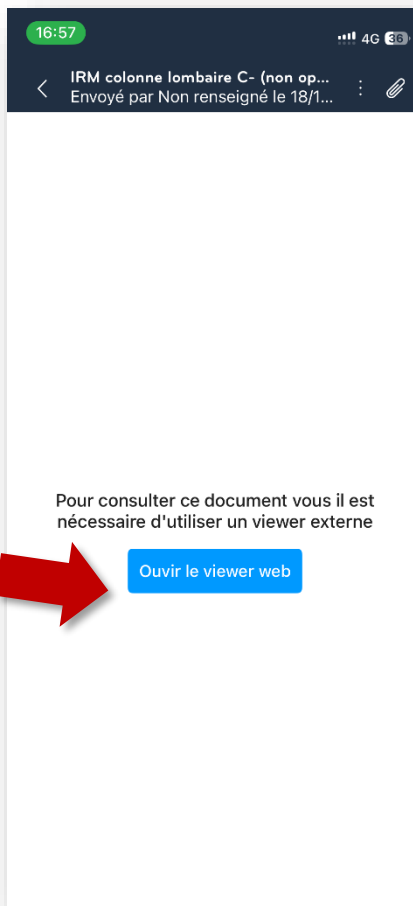 16:57
4G 36
IRM colonne lombaire C- (non op...
Envoyé par Non renseigné le 18/1...
Pour consulter ce document vous il est
nécessaire d'utiliser un viewer externe
Ouvrir le viewer web